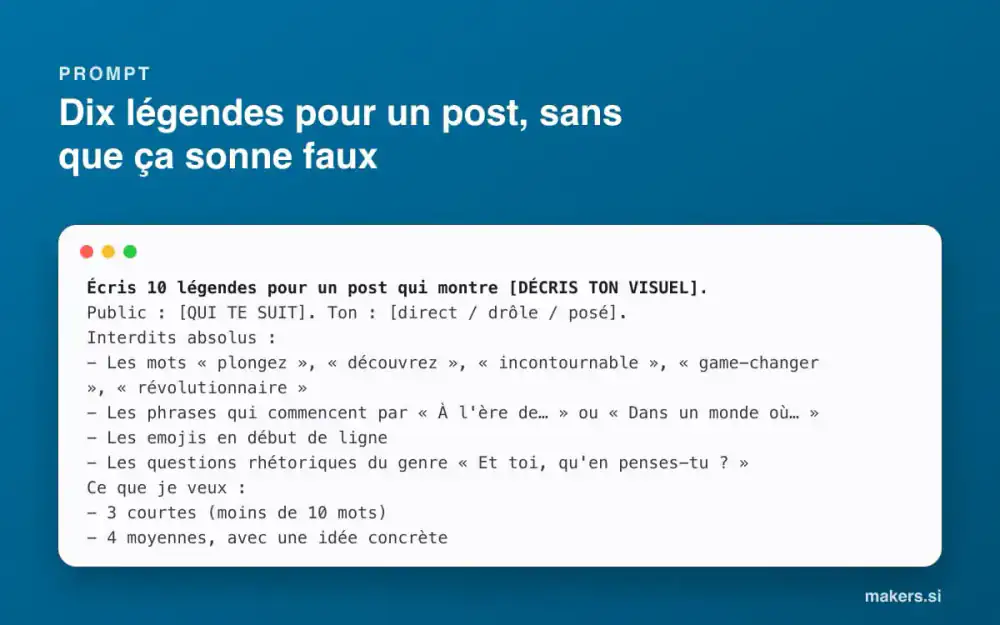 PROMPT
Dix légendes pour un post, sans
que ça sonne faux
Écris 10 légendes pour un post qui montre [DÉCRIS TON VISUEL].
Public : [QUI TE SUIT]. Ton : [direct / drôle / posé].
Interdits absolus :
– Les mots « plongez », « découvrez », « incontournable », « game-changer
», « révolutionnaire »
– Les phrases qui commencent par « À l'ère de… » ou « Dans un monde où… »
– Les emojis en début de ligne
– Les questions rhétoriques du genre « Et toi, qu'en penses-tu ? »
Ce que je veux :
– 3 courtes (moins de 10 mots)
– 4 moyennes, avec une idée concrète
makers.si